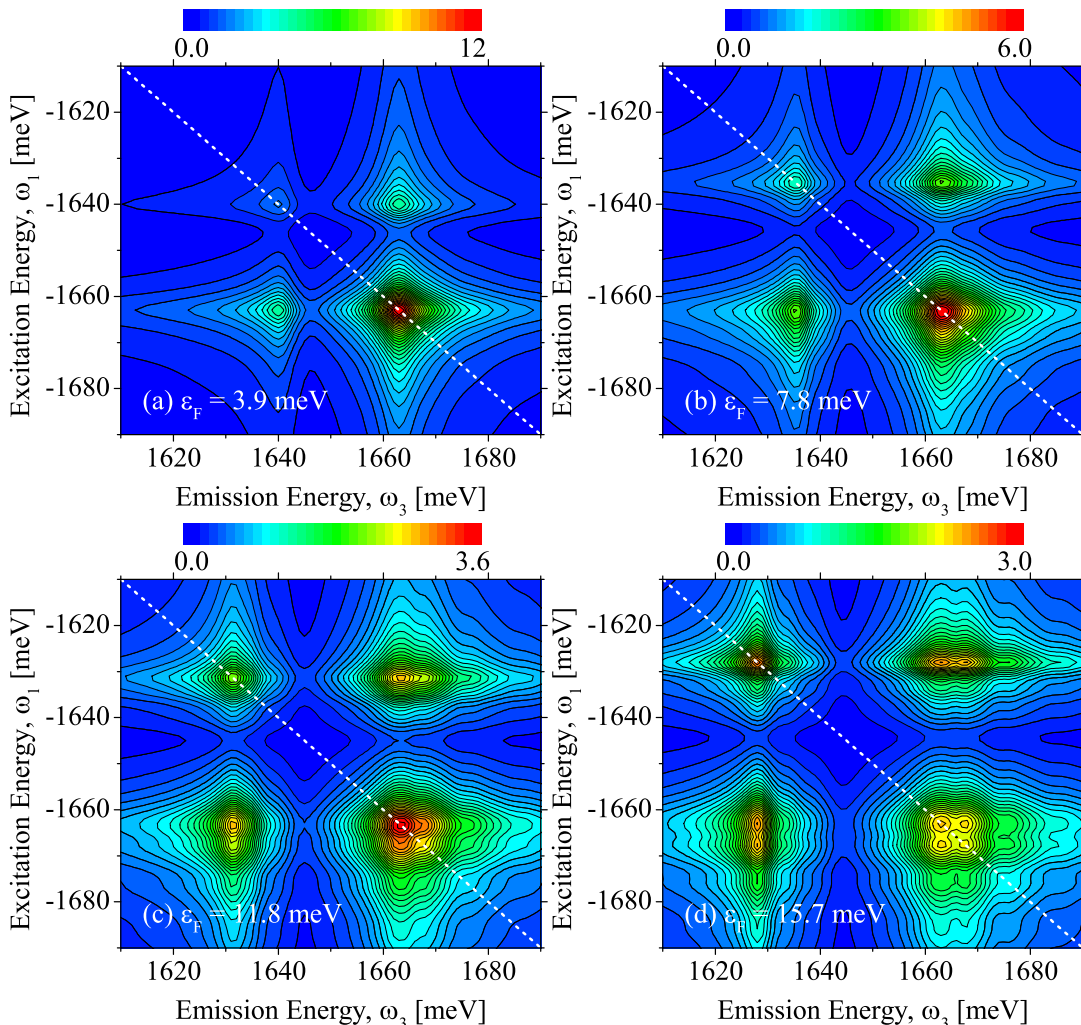 0.0 12
-1620
-1640
-1660
-1680
Excitation Energy, ω1 [meV]
(a) εF = 3.9 meV
1620 1640 1660 1680
Emission Energy, ω3 [meV]
0.0 6.0
-1620
-1640
-1660
-1680
Excitation Energy, ω1 [meV]
(b) εF = 7.8 meV
1620 1640 1660 1680
Emission Energy, ω3 [meV]
0.0 3.6
-1620
-1640
-1660
-1680
Excitation Energy, ω1 [meV]
(c) εF = 11.8 meV
1620 1640 1660 1680
Emission Energy, ω3 [meV]
0.0 3.0
-1620
-1640
-1660
-1680
Excitation Energy, ω1 [meV]
(d) εF = 15.7 meV
1620 1640 1660 1680
Emission Energy, ω3 [meV]